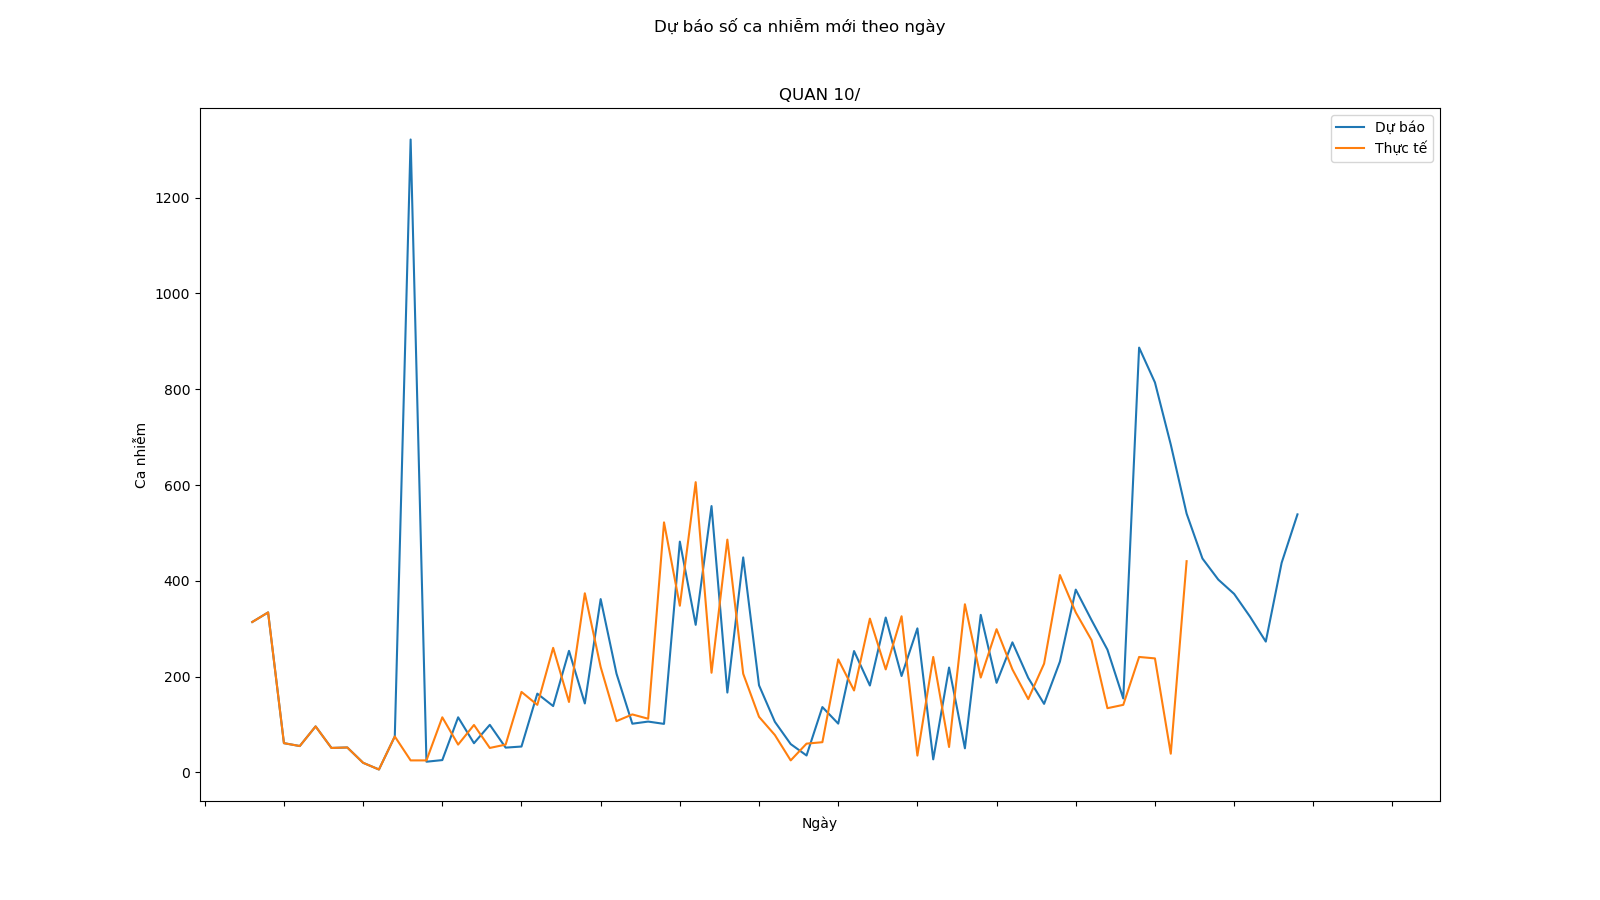 Dự báo số ca nhiễm mới theo ngày
QUAN 10/
Dự báo
Thực tế
1200
1000
800
600
400
200
0
Ca nhiễm
Ngày